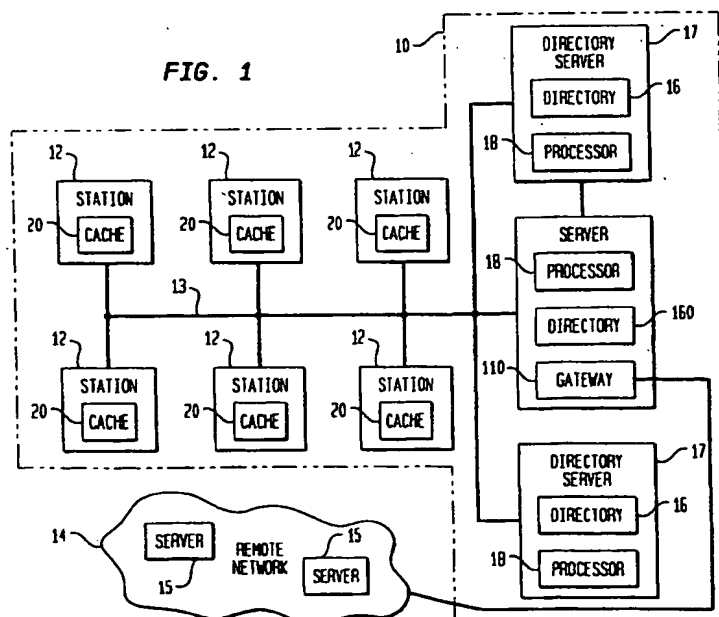 FIG. 1
10
DIRECTORY SERVER
17
DIRECTORY
16
18
PROCESSOR
12
STATION
20
CACHE
12
STATION
20
CACHE
12
STATION
20
CACHE
13
SERVER
18
PROCESSOR
DIRECTORY
160
110
GATEWAY
12
STATION
20
CACHE
12
STATION
20
CACHE
12
STATION
20
CACHE
DIRECTORY SERVER
17
DIRECTORY
16
18
PROCESSOR
14
SERVER
15
REMOTE NETWORK
15
SERVER